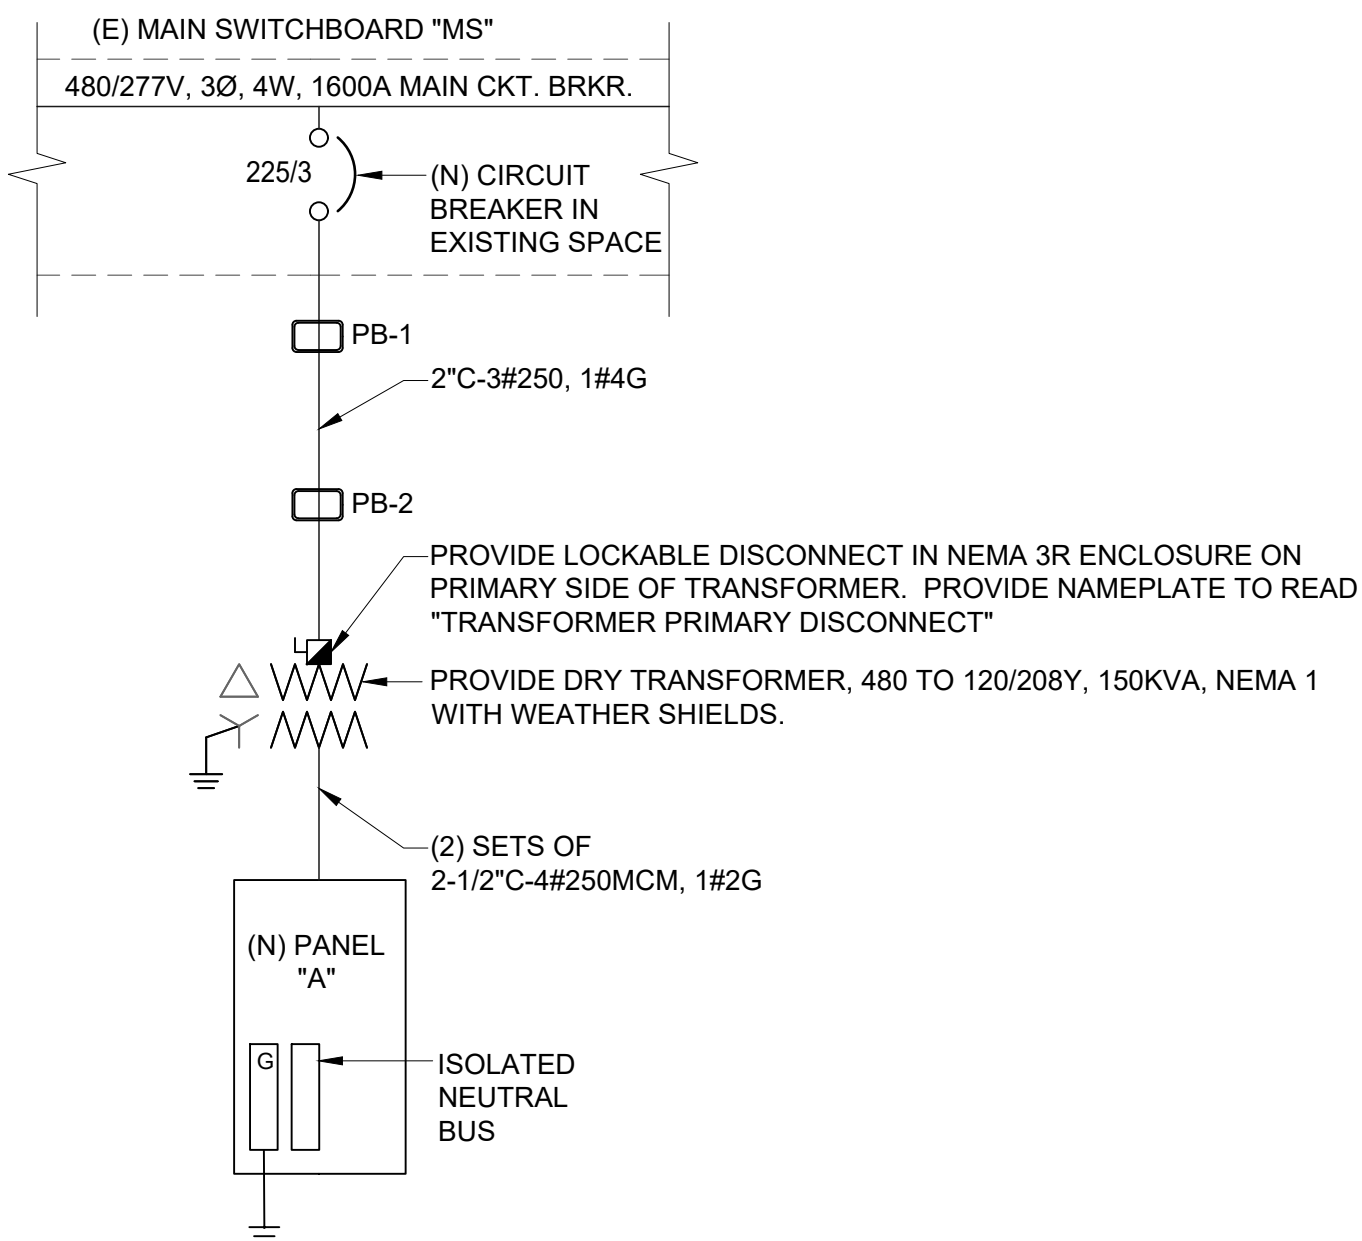 (E) MAIN SWITCHBOARD "MS"
480/277V, 3Ø, 4W, 1600A MAIN CKT. BRKR.
225/3
(N) CIRCUIT
BREAKER IN
EXISTING SPACE
PB-1
2"C-3#250, 1#4G
PB-2
PROVIDE LOCKABLE DISCONNECT IN NEMA 3R ENCLOSURE ON
PRIMARY SIDE OF TRANSFORMER. PROVIDE NAMEPLATE TO READ
"TRANSFORMER PRIMARY DISCONNECT"
PROVIDE DRY TRANSFORMER, 480 TO 120/208Y, 150KVA, NEMA 1
WITH WEATHER SHIELDS.
(2) SETS OF
2-1/2"C-4#250MCM, 1#2G
(N) PANEL
"A"
G
ISOLATED
NEUTRAL
BUS